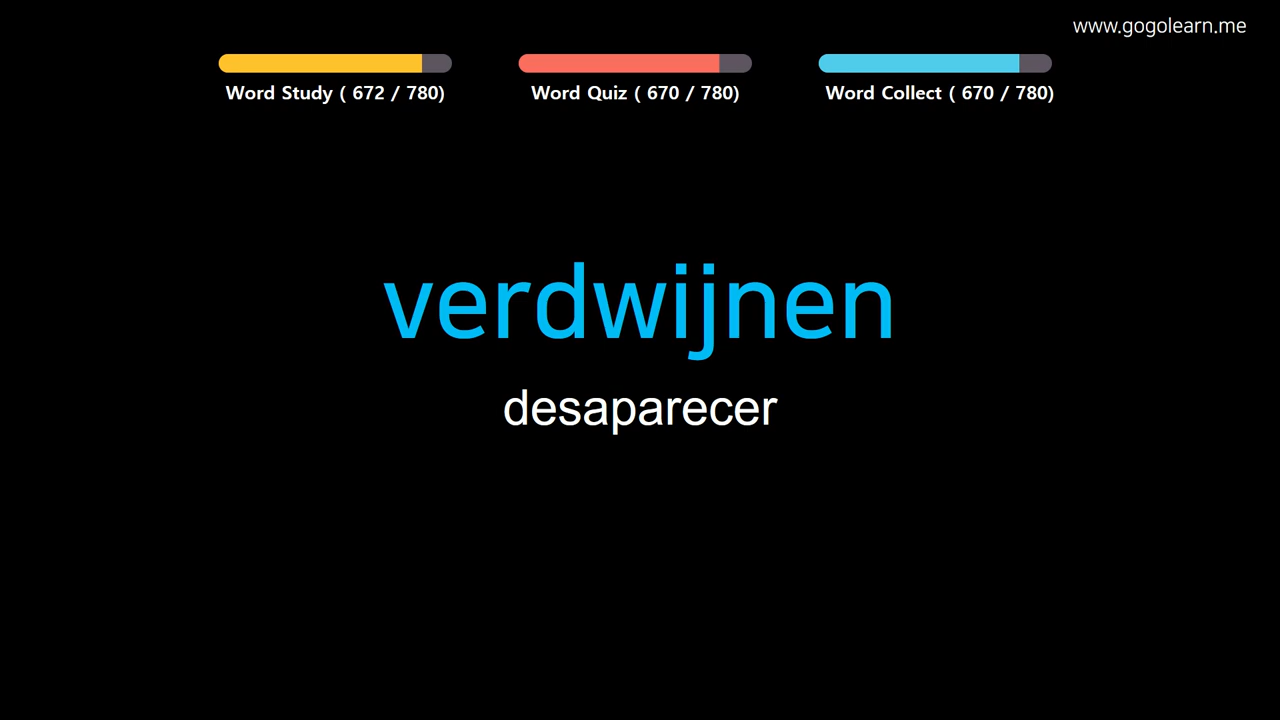 www.gogolearn.me
Word Study ( 672 / 780)
Word Quiz ( 670 / 780)
Word Collect ( 670 / 780)
verdwijnen
desaparecer